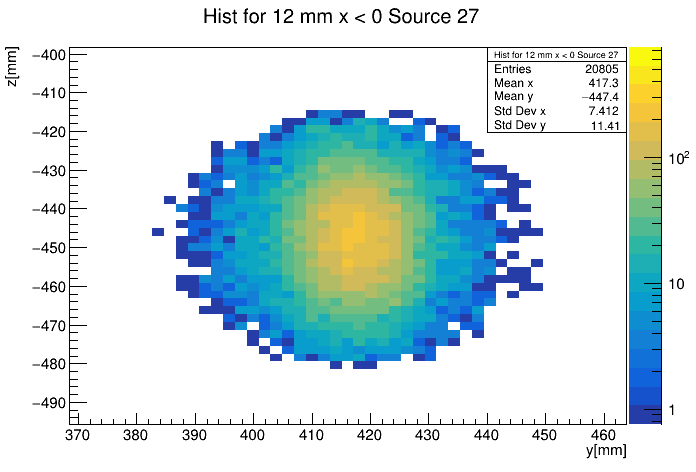 Hist for 12 mm x < 0 Source 27
z[mm]
Hist for 12 mm x < 0 Source 27
Entries 20805
Mean x 417.3
Mean y −447.4
Std Dev x 7.412
Std Dev y 11.41
−400
−410
−420
−430
−440
−450
−460
−470
−480
−490
10²
10
1
370 380 390 400 410 420 430 440 450 460
y[mm]